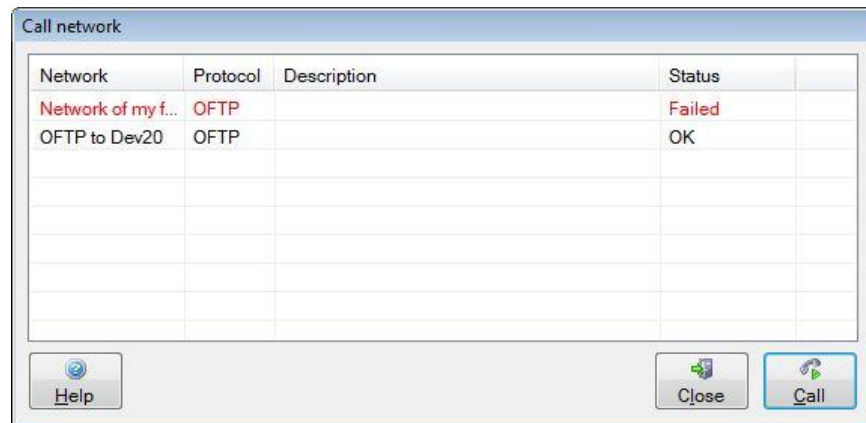 Call network
Network Protocol Description Status
Network of my f... OFTP Failed
OFTP to Dev20 OFTP OK
Help Close Call